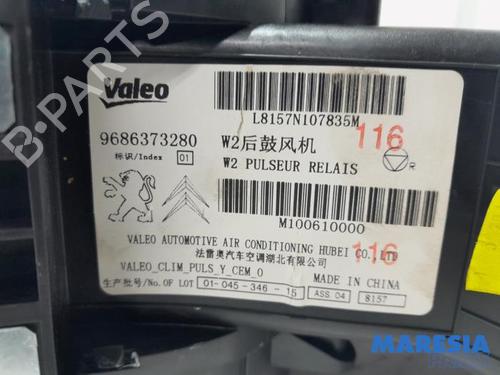 Valeo
L8157N107835M
9686373280
W2后鼓风机
116
标识/Index 01
W2 PULSEUR RELAIS
R
M100610000
VALEO AUTOMOTIVE AIR CONDITIONING HUBEI CO.,LTD
116
法雷奥汽车空调湖北有限公司
VALEO_CLIM_PULS_Y_CEM_0
MADE IN CHINA
生产批号/No.OF LOT 01-045-346-15 ASS.04 8157
B-PARTS
MARESIA